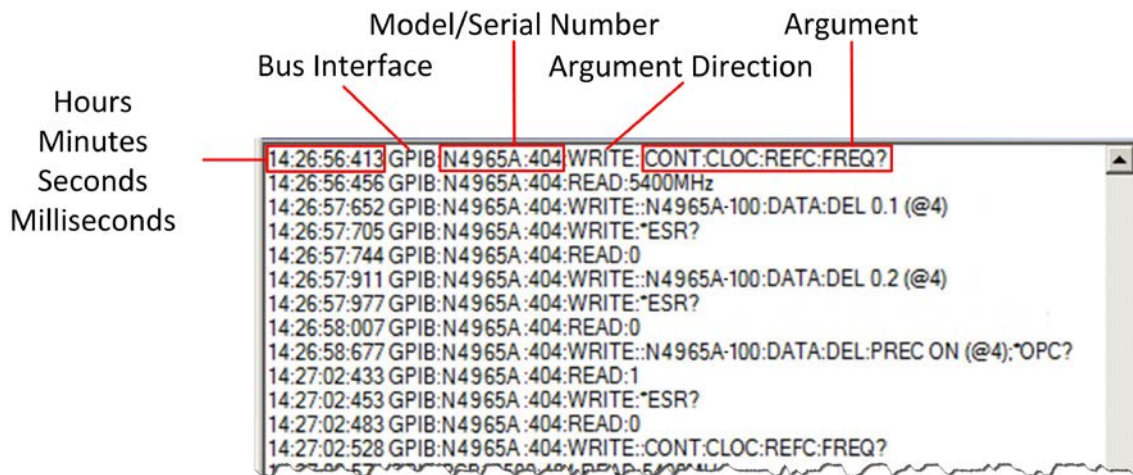 Model/Serial Number
Argument
Bus Interface
Argument Direction
Hours
Minutes
Seconds
Milliseconds
14:26:56:413 GPIB:N4965A:404:WRITE::CONT:CLOC:REFC:FREQ?
14:26:56:456 GPIB:N4965A:404:READ:5400MHz
14:26:57:652 GPIB:N4965A:404:WRITE::N4965A-100:DATA:DEL 0.1 (@4)
14:26:57:705 GPIB:N4965A:404:WRITE:*ESR?
14:26:57:744 GPIB:N4965A:404:READ:0
14:26:57:911 GPIB:N4965A:404:WRITE::N4965A-100:DATA:DEL 0.2 (@4)
14:26:57:977 GPIB:N4965A:404:WRITE:*ESR?
14:26:58:007 GPIB:N4965A:404:READ:0
14:26:58:677 GPIB:N4965A:404:WRITE::N4965A-100:DATA:DEL:PREC ON (@4);*OPC?
14:27:02:433 GPIB:N4965A:404:READ:1
14:27:02:453 GPIB:N4965A:404:WRITE:*ESR?
14:27:02:483 GPIB:N4965A:404:READ:0
14:27:02:528 GPIB:N4965A:404:WRITE::CONT:CLOC:REFC:FREQ?